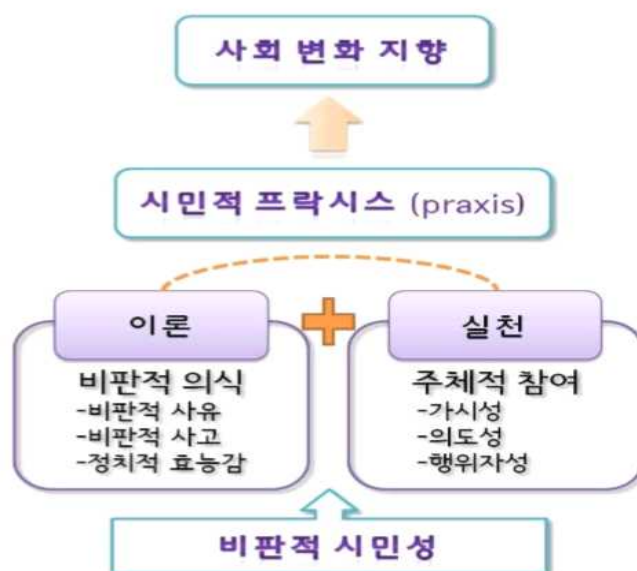 사회 변화 지향
시민적 프락시스 (praxis)
이론
비판적 의식
-비판적 사유
-비판적 사고
-정치적 효능감
실천
주체적 참여
-가시성
-의도성
-행위자성
비판적 시민성